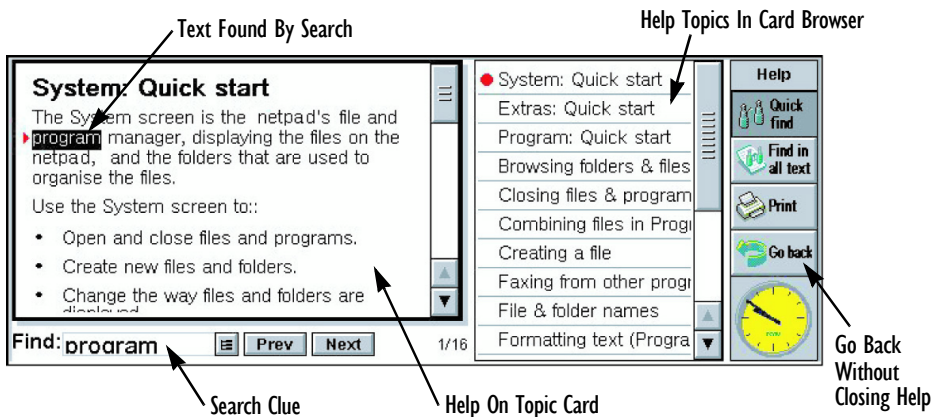 Text Found By Search
Help Topics In Card Browser
System: Quick start
The System screen is the netpad's file and
program manager, displaying the files on the
netpad, and the folders that are used to
organise the files.
Use the System screen to::
• Open and close files and programs.
• Create new files and folders.
• Change the way files and folders are
displayed
Find: program
Prev
Next
1/16
System: Quick start
Extras: Quick start
Program: Quick start
Browsing folders & files
Closing files & program
Combining files in Progr
Creating a file
Faxing from other progr
File & folder names
Formatting text (Progra
Help
Quick
find
Find in
all text
Print
Go back
Search Clue
Help On Topic Card
Go Back
Without
Closing Help